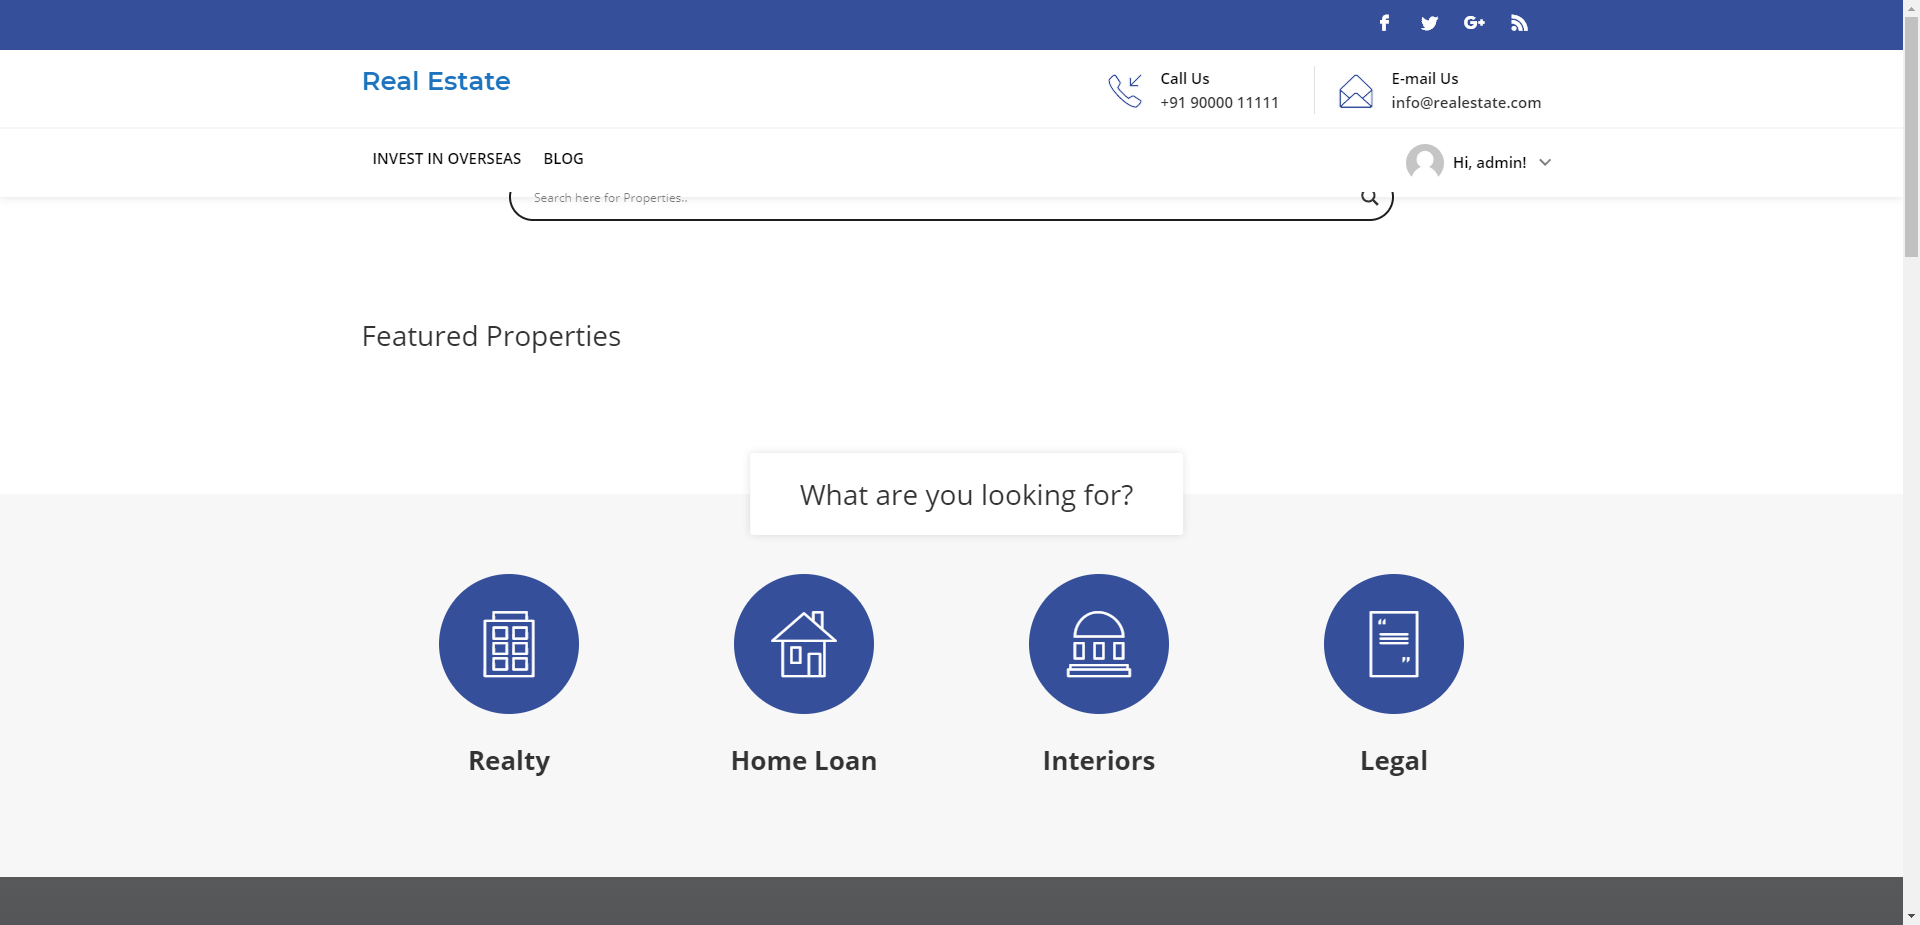 Real Estate
Call Us
+91 90000 11111
E-mail Us
info@realestate.com
INVEST IN OVERSEAS
BLOG
Hi, admin!
Search here for Properties..
Featured Properties
What are you looking for?
Realty
Home Loan
Interiors
Legal